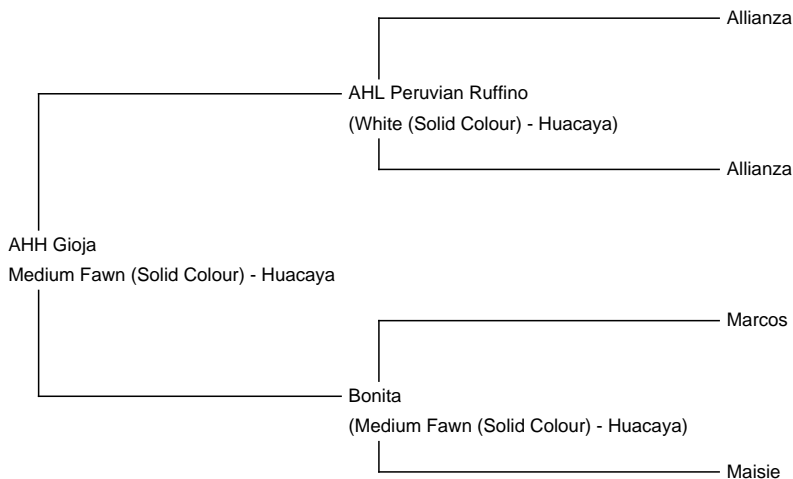 Allianza
AHL Peruvian Ruffino
(White (Solid Colour) - Huacaya)
Allianza
AHH Gioja
Medium Fawn (Solid Colour) - Huacaya
Marcos
Bonita
(Medium Fawn (Solid Colour) - Huacaya)
Maisie